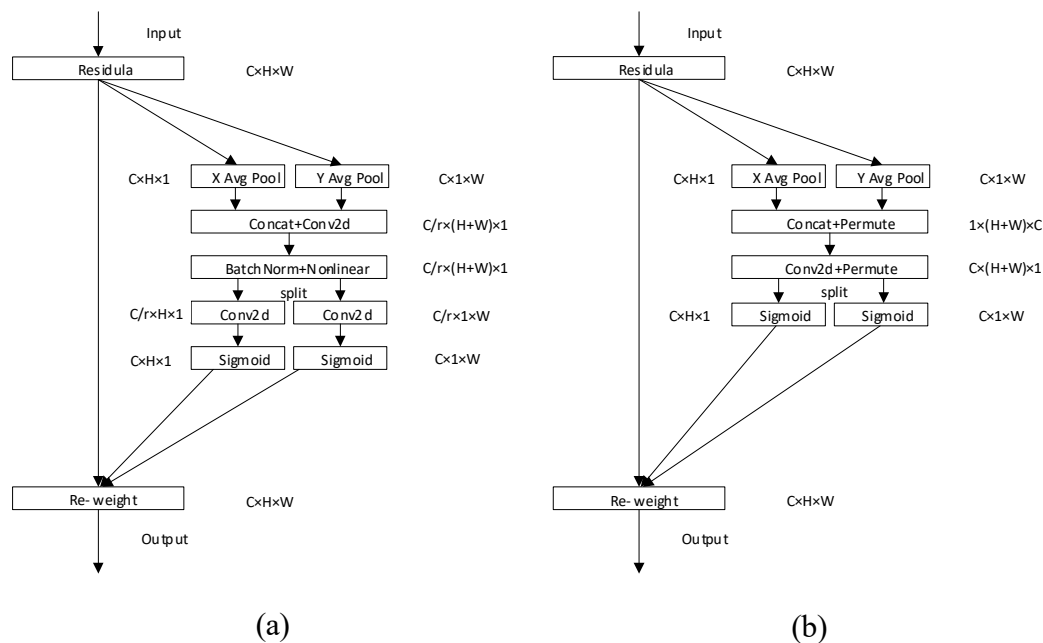 Input
Residula C×H×W
C×H×1 X Avg Pool Y Avg Pool C×1×W
Concat+Conv2d C/r×(H+W)×1
BatchNorm+Nonlinear C/r×(H+W)×1
split
C/r×H×1 Conv2d Conv2d C/r×1×W
C×H×1 Sigmoid Sigmoid C×1×W
Re-weight C×H×W
Output
(a)
Input
Residula C×H×W
C×H×1 X Avg Pool Y Avg Pool C×1×W
Concat+Permute 1×(H+W)×C
Conv2d+Permute C×(H+W)×1
split
C×H×1 Sigmoid Sigmoid C×1×W
Re-weight C×H×W
Output
(b)